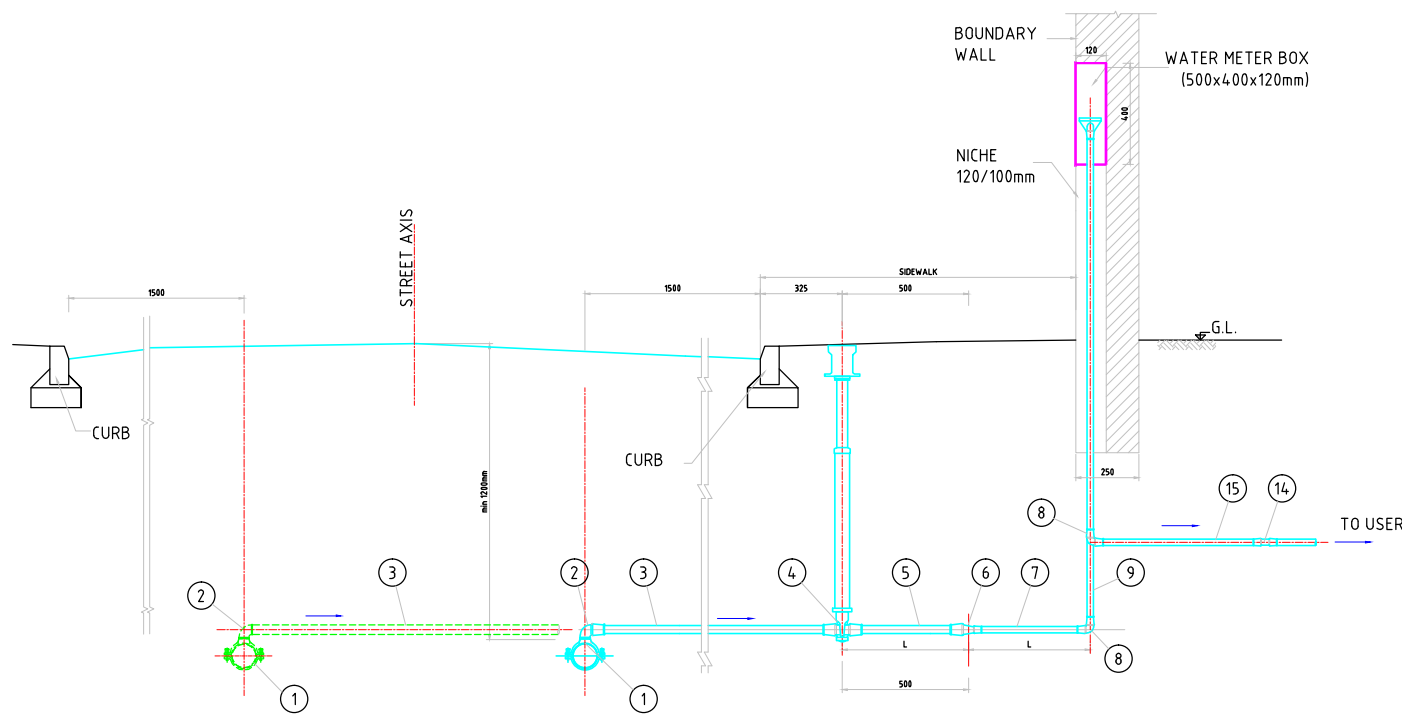 BOUNDARY
WALL
120
WATER METER BOX
(500x400x120mm)
400
NICHE
120/100mm
STREET AXIS
SIDEWALK
1500
1500
325
500
G.L.
CURB
CURB
min 1200mm
250
15
14
8
TO USER
2
3
2
3
4
5
6
7
9
L
L
8
500
1
1